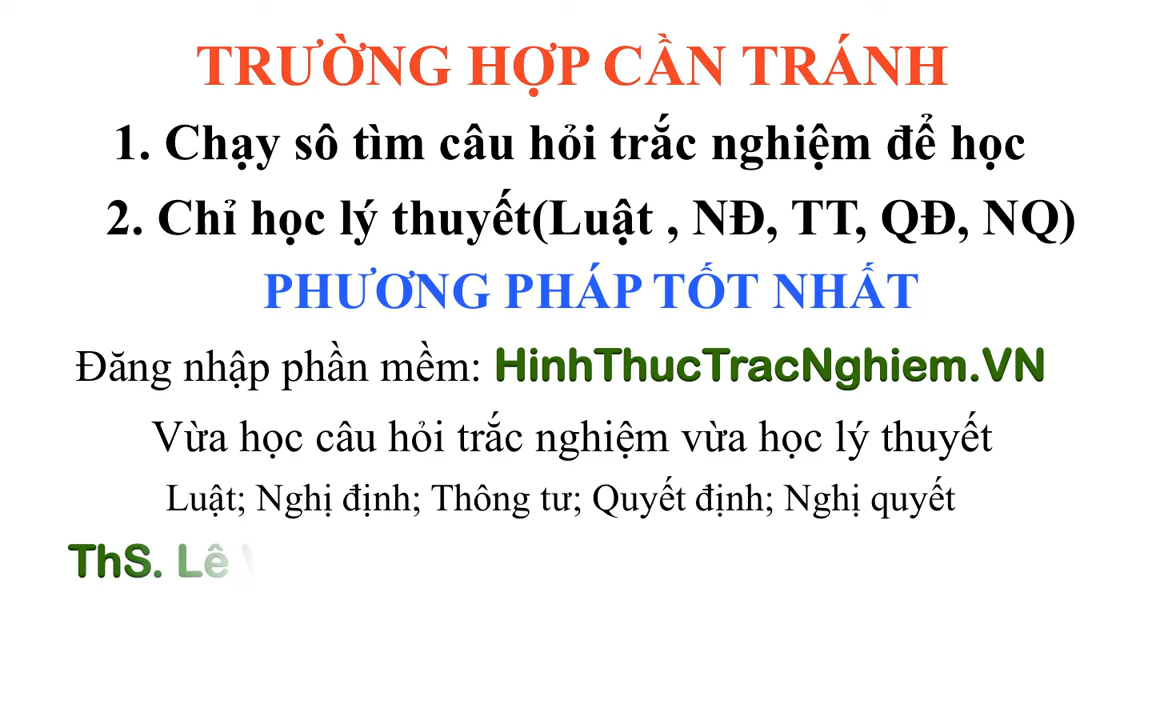 TRƯỜNG HỢP CẦN TRÁNH
1. Chạy sô tìm câu hỏi trắc nghiệm để học
2. Chỉ học lý thuyết(Luật , NĐ, TT, QĐ, NQ)
PHƯƠNG PHÁP TỐT NHẤT
Đăng nhập phần mềm: HinhThucTracNghiem.VN
Vừa học câu hỏi trắc nghiệm vừa học lý thuyết
Luật; Nghị định; Thông tư; Quyết định; Nghị quyết
ThS. Lê